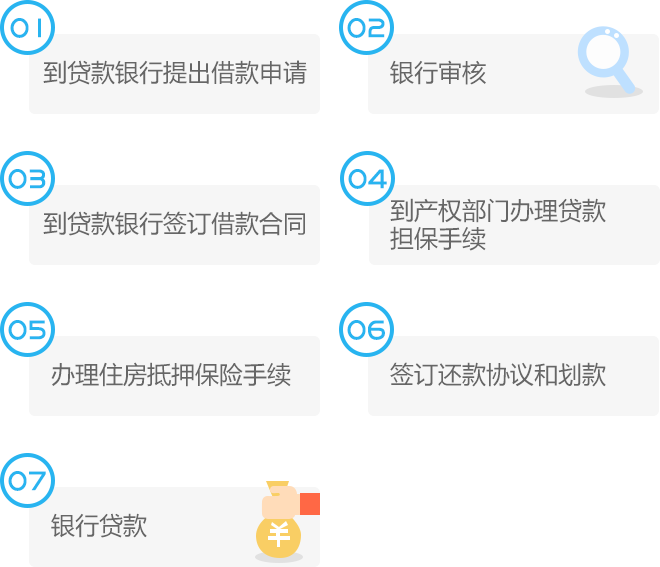 01
到贷款银行提出借款申请
02
银行审核
03
到贷款银行签订借款合同
04
到产权部门办理贷款
担保手续
05
办理住房抵押保险手续
06
签订还款协议和划款
07
银行贷款
¥